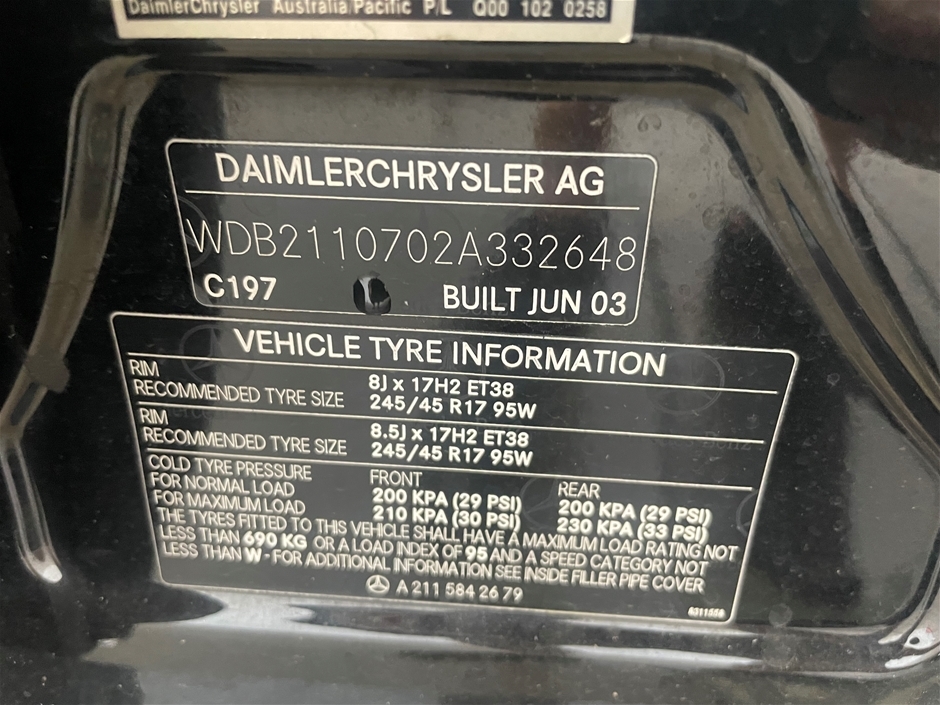 DaimlerChrysler Australia/Pacific P/L Q00 102 0258
DAIMLERCHRYSLER AG
WDB2110702A332648
C197 BUILT JUN 03
VEHICLE TYRE INFORMATION
RIM 8J x 17H2 ET38
RECOMMENDED TYRE SIZE 245/45 R17 95W
RIM 8.5J x 17H2 ET38
RECOMMENDED TYRE SIZE 245/45 R17 95W
COLD TYRE PRESSURE FRONT REAR
FOR NORMAL LOAD 200 KPA (29 PSI) 200 KPA (29 PSI)
FOR MAXIMUM LOAD 210 KPA (30 PSI) 230 KPA (33 PSI)
THE TYRES FITTED TO THIS VEHICLE SHALL HAVE A MAXIMUM LOAD RATING NOT
LESS THAN 690 KG OR A LOAD INDEX OF 95 AND A SPEED CATEGORY NOT
LESS THAN W - FOR ADDITIONAL INFORMATION SEE INSIDE FILLER PIPE COVER
A 211 584 26 79